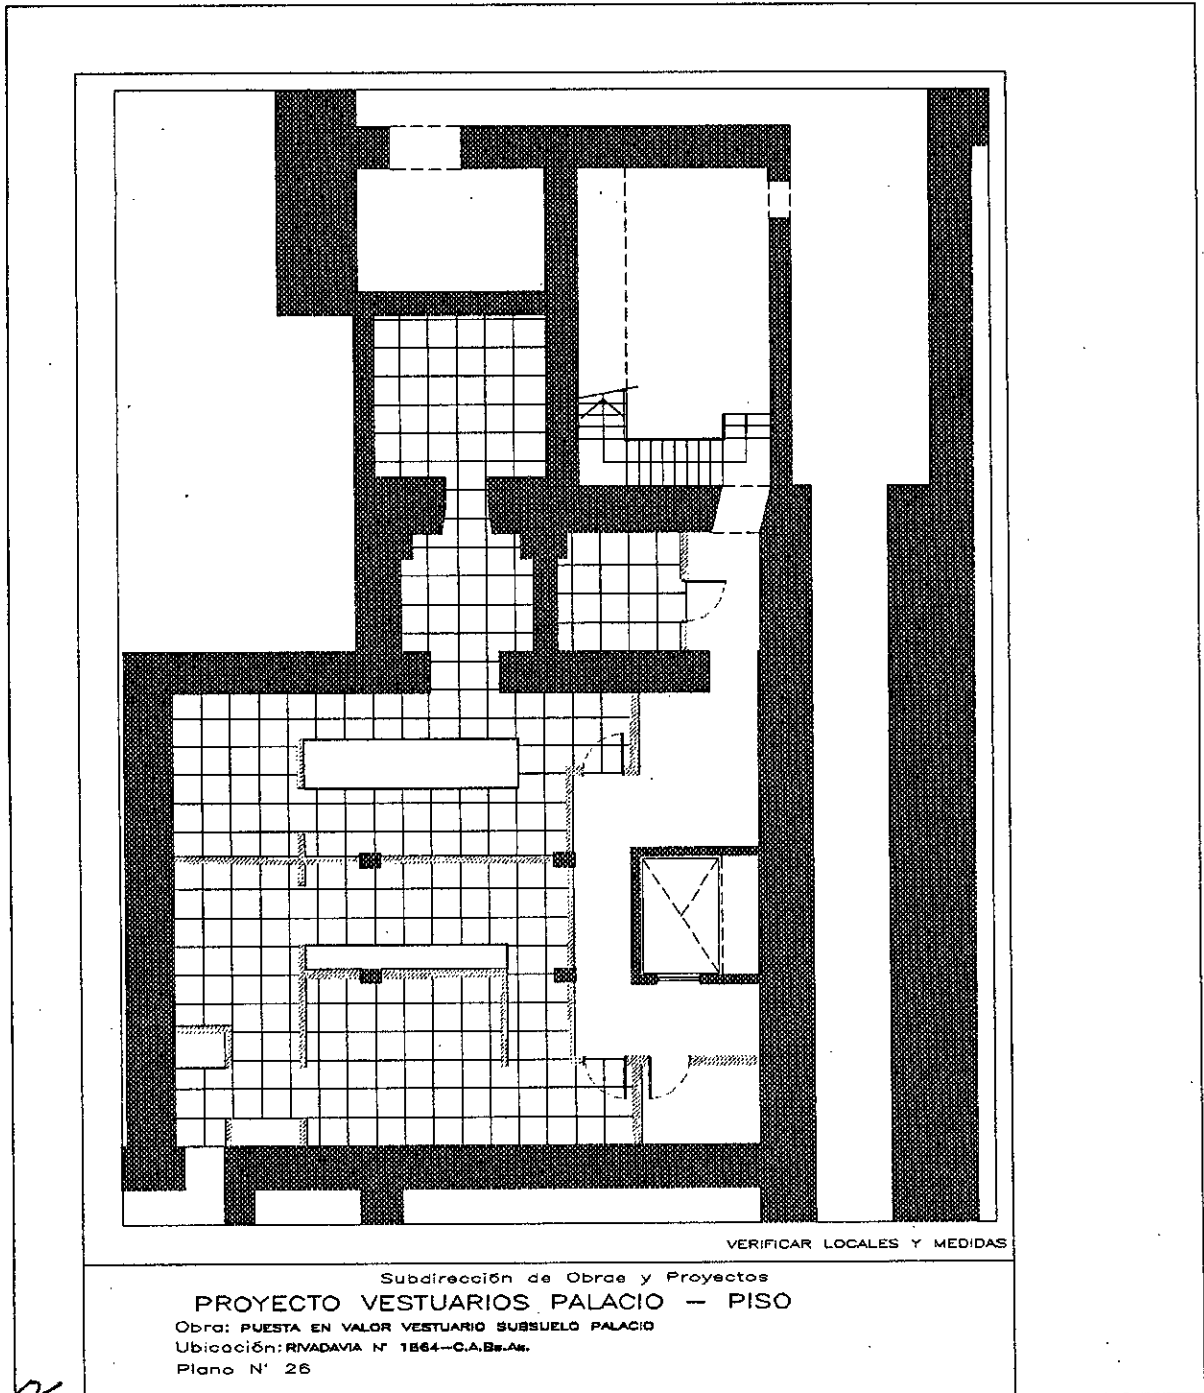 VERIFICAR LOCALES Y MEDIDAS
Subdirección de Obras y Proyectos
PROYECTO VESTUARIOS PALACIO — PISO
Obra: PUESTA EN VALOR VESTUARIO SUBSUELO PALACIO
Ubicación: RIVADAVIA N° 1864-C.A.Bs.As.
Plano N° 26